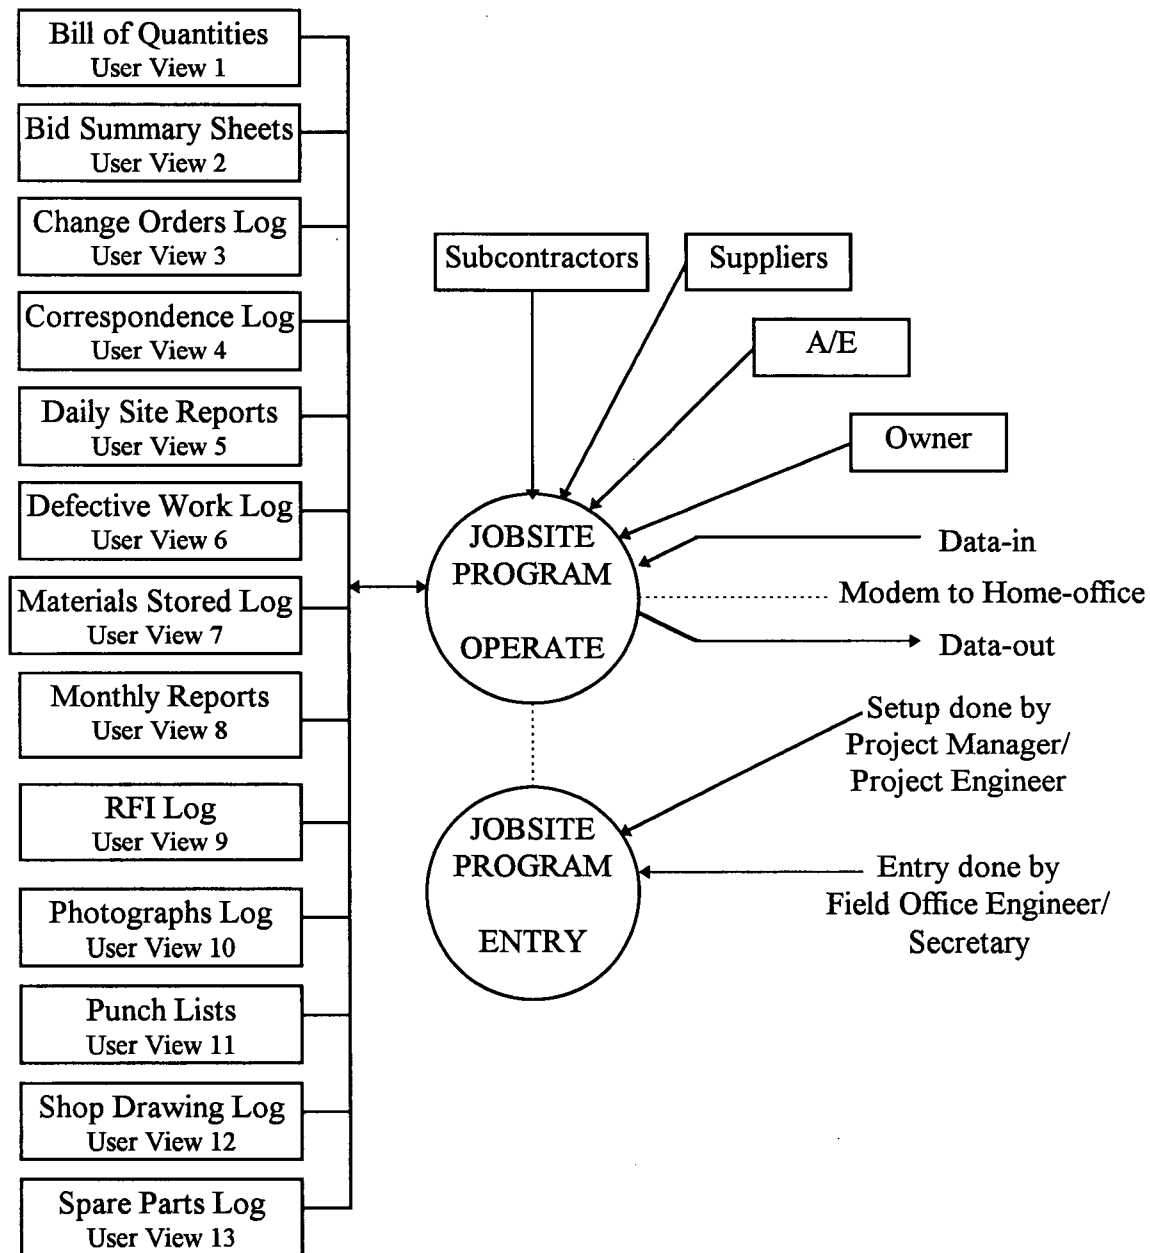 Bill of Quantities
User View 1
Bid Summary Sheets
User View 2
Change Orders Log
User View 3
Correspondence Log
User View 4
Daily Site Reports
User View 5
Defective Work Log
User View 6
Materials Stored Log
User View 7
Monthly Reports
User View 8
RFI Log
User View 9
Photographs Log
User View 10
Punch Lists
User View 11
Shop Drawing Log
User View 12
Spare Parts Log
User View 13
Subcontractors
Suppliers
A/E
Owner
JOBSITE
PROGRAM
OPERATE
Data-in
Modem to Home-office
Data-out
JOBSITE
PROGRAM
ENTRY
Setup done by
Project Manager/
Project Engineer
Entry done by
Field Office Engineer/
Secretary